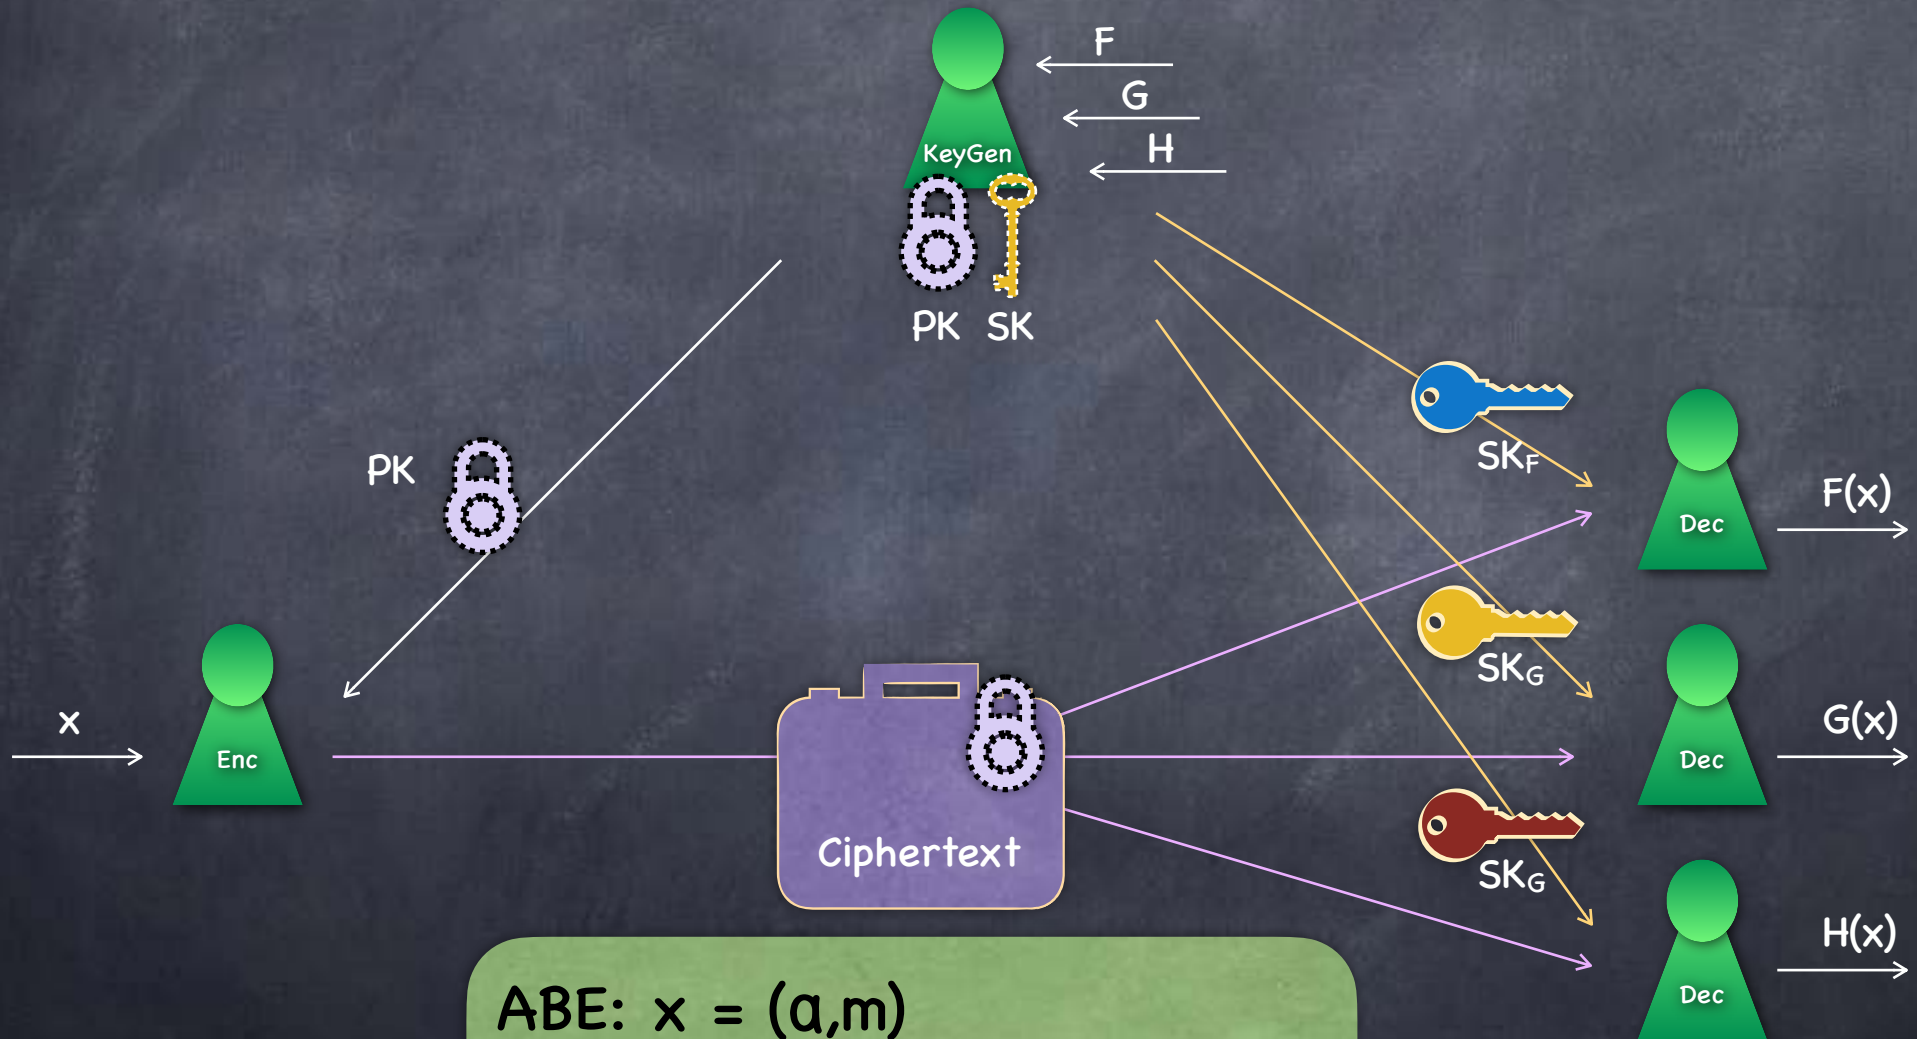 F
G
H
KeyGen
PK SK
PK
SKF
F(x)
Dec
SKG
x
G(x)
Enc
Dec
Ciphertext
SKG
H(x)
Dec
ABE: x = (a,m)